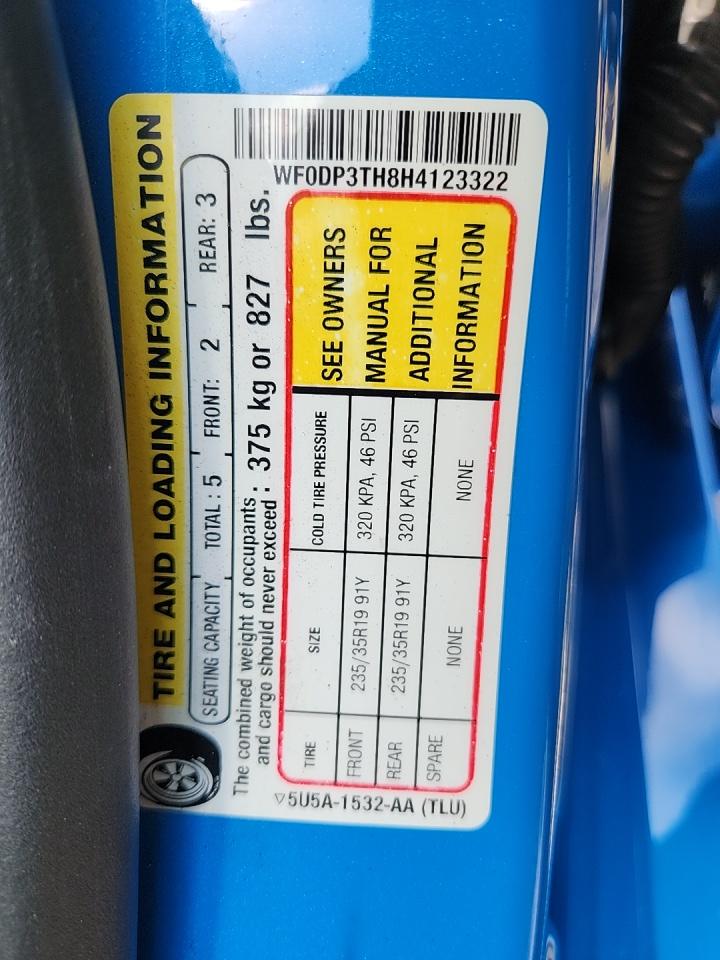 TIRE AND LOADING INFORMATION
SEATING CAPACITY TOTAL : 5 FRONT: 2 REAR: 3
The combined weight of occupants
and cargo should never exceed : 375 kg or 827 lbs.
WF0DP3TH8H4123322
TIRE SIZE COLD TIRE PRESSURE
FRONT 235/35R19 91Y 320 KPA, 46 PSI
REAR 235/35R19 91Y 320 KPA, 46 PSI
SPARE NONE NONE
SEE OWNERS
MANUAL FOR
ADDITIONAL
INFORMATION
▽5U5A-1532-AA (TLU)